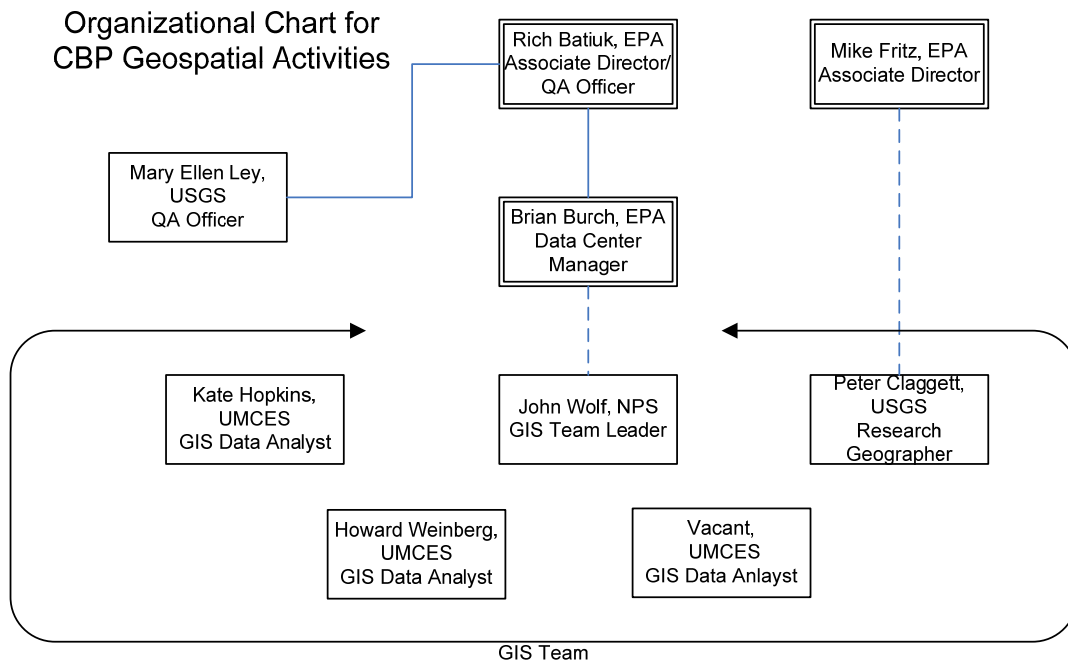 Organizational Chart for
CBP Geospatial Activities
Rich Batiuk, EPA
Associate Director/
QA Officer
Mike Fritz, EPA
Associate Director
Mary Ellen Ley,
USGS
QA Officer
Brian Burch, EPA
Data Center
Manager
Kate Hopkins,
UMCES
GIS Data Analyst
John Wolf, NPS
GIS Team Leader
Peter Claggett,
USGS
Research
Geographer
Howard Weinberg,
UMCES
GIS Data Analyst
Vacant,
UMCES
GIS Data Anlayst
GIS Team